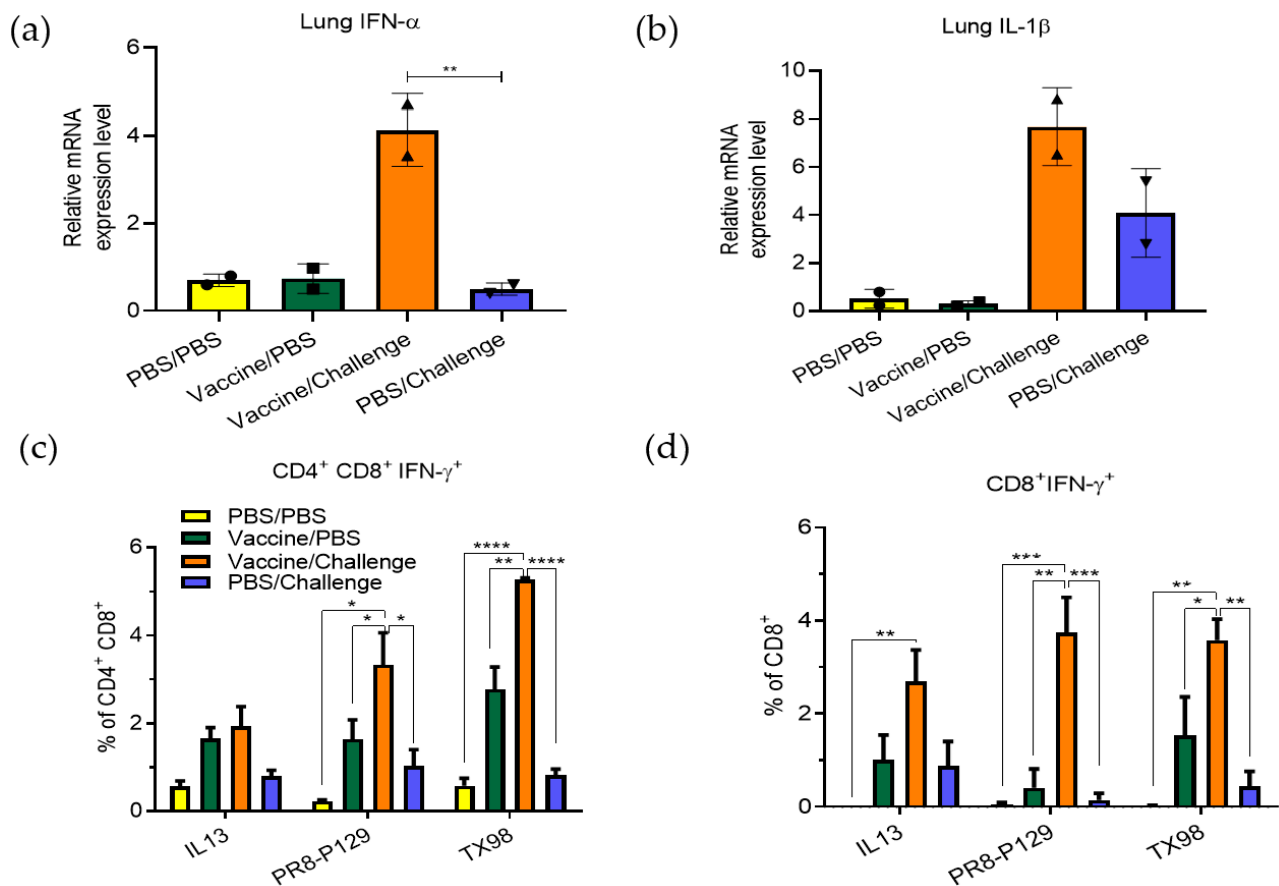 (a)
Lung IFN-α
Relative mRNA
expression level
6
4
2
0
**
PBS/PBS
Vaccine/PBS
Vaccine/Challenge
PBS/Challenge
(b)
Lung IL-1β
Relative mRNA
expression level
10
8
6
4
2
0
PBS/PBS
Vaccine/PBS
Vaccine/Challenge
PBS/Challenge
(c)
CD4⁺ CD8⁺ IFN-γ⁺
PBS/PBS
Vaccine/PBS
Vaccine/Challenge
PBS/Challenge
% of CD4⁺ CD8⁺
6
4
2
0
* * *
**** ** ****
IL13
PR8-P129
TX98
(d)
CD8⁺IFN-γ⁺
% of CD8⁺
6
4
2
0
**
*** ** ***
** * **
IL13
PR8-P129
TX98